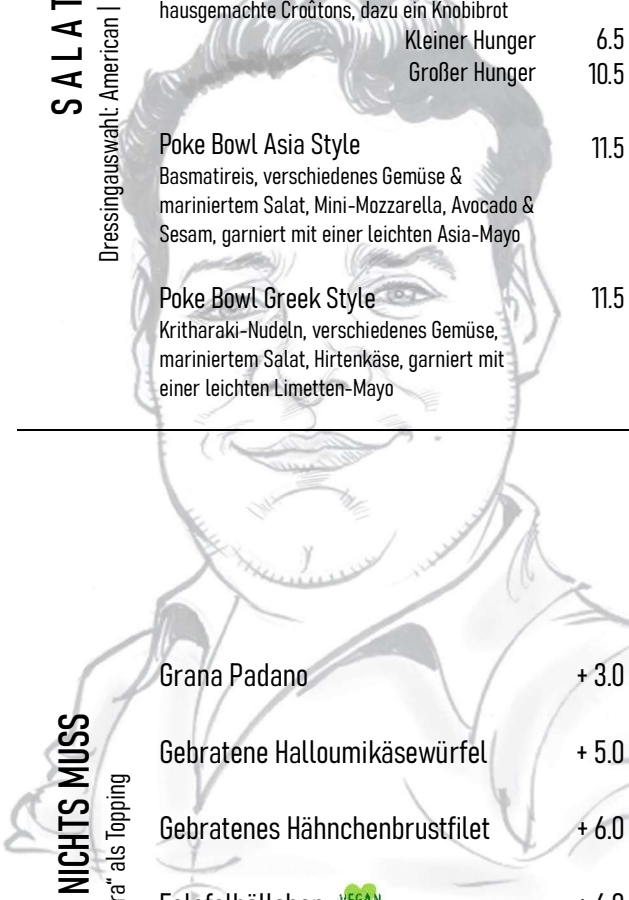 SALAT
Dressingauswahl: American |
hausgemachte Croûtons, dazu ein Knobibrot
Kleiner Hunger 6.5
Großer Hunger 10.5
Poke Bowl Asia Style 11.5
Basmatireis, verschiedenes Gemüse &
mariniertem Salat, Mini-Mozzarella, Avocado &
Sesam, garniert mit einer leichten Asia-Mayo
Poke Bowl Greek Style 11.5
Kritharaki-Nudeln, verschiedenes Gemüse,
mariniertem Salat, Hirtenkäse, garniert mit
einer leichten Limetten-Mayo
NICHTS MUSS
ra“ als Topping
Grana Padano + 3.0
Gebratene Halloumikäsewürfel + 5.0
Gebratenes Hähnchenbrustfilet + 6.0
Falafelbällchen VEGAN